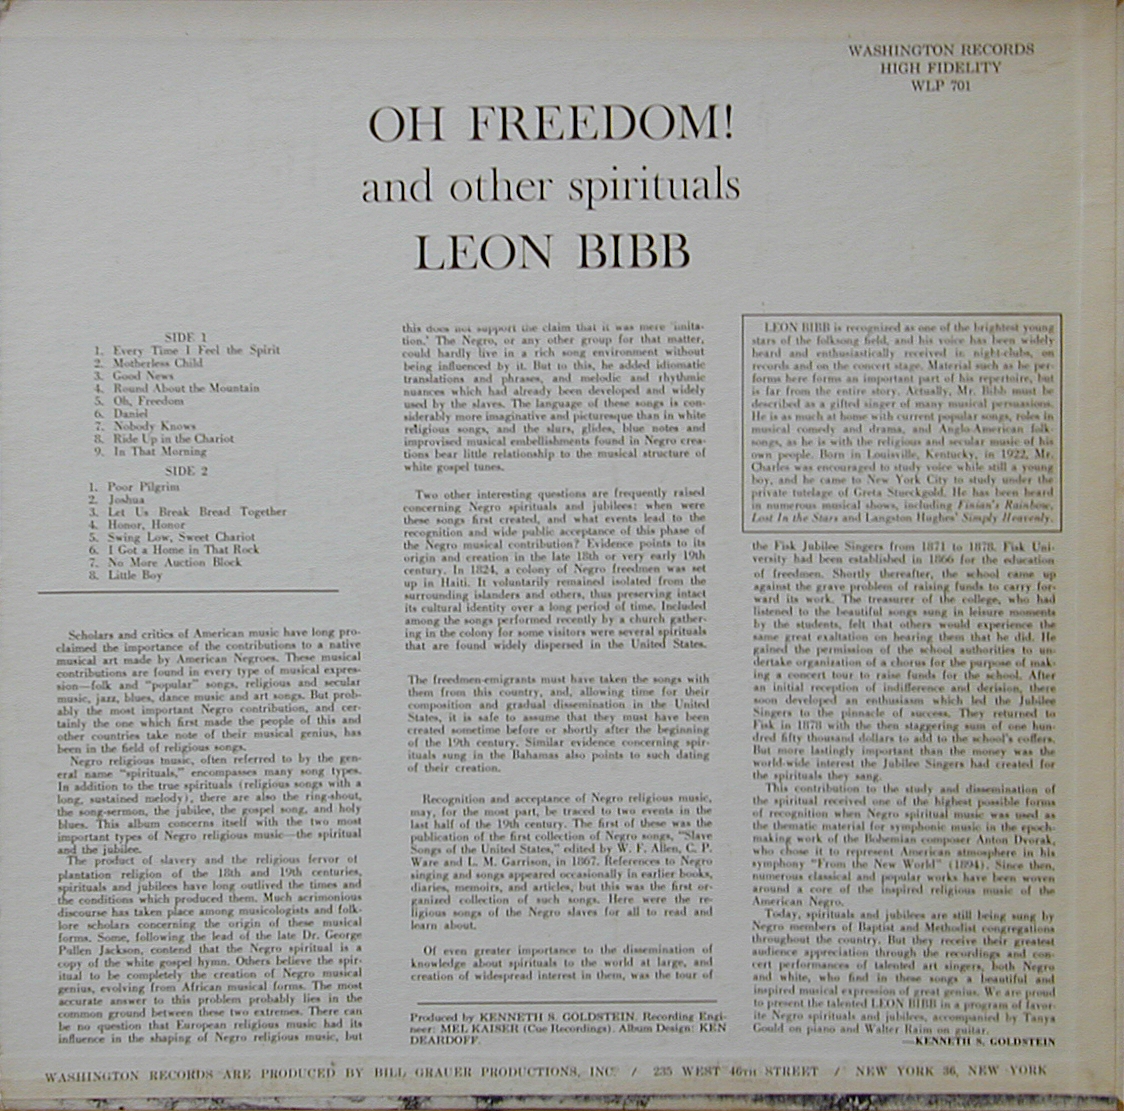 WASHINGTON RECORDS
HIGH FIDELITY
WLP 701
OH FREEDOM!
and other spirituals
LEON BIBB
SIDE 1
1. Every Time I Feel the Spirit
2. Motherless Child
3. Good News
4. Round About the Mountain
5. Oh, Freedom
6. Daniel
7. Nobody Knows
8. Ride Up in the Chariot
9. In That Morning
SIDE 2
1. Poor Pilgrim
2. Joshua
3. Let Us Break Bread Together
4. Honor, Honor
5. Swing Low, Sweet Chariot
6. I Got a Home in That Rock
7. No More Auction Block
8. Little Boy
Scholars and critics of American music have long pro-
claimed the importance of the contributions to a native
musical art made by American Negroes. These musical
contributions are found in every type of musical expres-
sion—folk and "popular" songs, religious and secular
music, jazz, blues, dance music and art songs. But prob-
ably the most important Negro contribution, and cer-
tainly the one which first made the people of this and
other countries take note of their musical genius, has
been in the field of religious songs.
Negro religious music, often referred to by the gen-
eral name "spirituals," encompasses many song types.
In addition to the true spirituals (religious songs with a
long, sustained melody), there are also the ring-shout,
the song-sermon, the jubilee, the gospel song, and holy
blues. This album concerns itself with the two most
important types of Negro religious music—the spiritual
and the jubilee.
The product of slavery and the religious fervor of
plantation religion of the 18th and 19th centuries,
spirituals and jubilees have long outlived the times and
the conditions which produced them. Much acrimonious
discourse has taken place among musicologists and folk-
lore scholars concerning the origin of these musical
forms. Some, following the lead of the late Dr. George
Pullen Jackson, contend that the Negro spiritual is a
copy of the white gospel hymn. Others believe the spir-
itual to be completely the creation of Negro musical
genius, evolving from African musical forms. The most
accurate answer to this problem probably lies in the
common ground between these two extremes. There can
be no question that European religious music had its
influence in the shaping of Negro religious music, but
this does not support the claim that it was mere 'imita-
tion.' The Negro, or any other group for that matter,
could hardly live in a rich song environment without
being influenced by it. But to this, he added idiomatic
translations and phrases, and melodic and rhythmic
nuances which had already been developed and widely
used by the slaves. The language of these songs is con-
siderably more imaginative and picturesque than in white
religious songs, and the slurs, glides, blue notes and
improvised musical embellishments found in Negro crea-
tions bear little relationship to the musical structure of
white gospel tunes.
Two other interesting questions are frequently raised
concerning Negro spirituals and jubilees: when were
these songs first created, and what events lead to the
recognition and wide public acceptance of this phase of
the Negro musical contribution? Evidence points to its
origin and creation in the late 18th or very early 19th
century. In 1824, a colony of Negro freedmen was set
up in Haiti. It voluntarily remained isolated from the
surrounding islanders and others, thus preserving intact
its cultural identity over a long period of time. Included
among the songs performed recently by a church gather-
ing in the colony for some visitors were several spirituals
that are found widely dispersed in the United States.
The freedmen-emigrants must have taken the songs with
them from this country, and, allowing time for their
composition and gradual dissemination in the United
States, it is safe to assume that they must have been
created sometime before or shortly after the beginning
of the 19th century. Similar evidence concerning spir-
ituals sung in the Bahamas also points to such dating
of their creation.
Recognition and acceptance of Negro religious music,
may, for the most part, be traced to two events in the
last half of the 19th century. The first of these was the
publication of the first collection of Negro songs, "Slave
Songs of the United States," edited by W. F. Allen, C. P.
Ware and L. M. Garrison, in 1867. References to Negro
singing and songs appeared occasionally in earlier books,
diaries, memoirs, and articles, but this was the first or-
ganized collection of such songs. Here were the re-
ligious songs of the Negro slaves for all to read and
learn about.
Of even greater importance to the dissemination of
knowledge about spirituals to the world at large, and
creation of widespread interest in them, was the tour of
Produced by KENNETH S. GOLDSTEIN. Recording Engi-
neer: MEL KAISER (Cue Recordings). Album Design: KEN
DEARDOFF.
LEON BIBB is recognized as one of the brightest young
stars of the folksong field, and his voice has been widely
heard and enthusiastically received in night-clubs, on
records and on the concert stage. Material such as he per-
forms here forms an important part of his repertoire, but
is far from the entire story. Actually, Mr. Bibb must be
described as a gifted singer of many musical persuasions.
He is as much at home with current popular songs, roles in
musical comedy and drama, and Anglo-American folk-
songs, as he is with the religious and secular music of his
own people. Born in Louisville, Kentucky, in 1922, Mr.
Charles was encouraged to study voice while still a young
boy, and he came to New York City to study under the
private tutelage of Greta Stueckgold. He has been heard
in numerous musical shows, including Finian's Rainbow,
Lost In the Stars and Langston Hughes' Simply Heavenly.
the Fisk Jubilee Singers from 1871 to 1878. Fisk Uni-
versity had been established in 1866 for the education
of freedmen. Shortly thereafter, the school came up
against the grave problem of raising funds to carry for-
ward its work. The treasurer of the college, who had
listened to the beautiful songs sung in leisure moments
by the students, felt that others would experience the
same great exaltation on hearing them that he did. He
gained the permission of the school authorities to un-
dertake organization of a chorus for the purpose of mak-
ing a concert tour to raise funds for the school. After
an initial reception of indifference and derision, there
soon developed an enthusiasm which led the Jubilee
Singers to the pinnacle of success. They returned to
Fisk in 1878 with the then staggering sum of one hun-
dred fifty thousand dollars to add to the school's coffers.
But more lastingly important than the money was the
world-wide interest the Jubilee Singers had created for
the spirituals they sang.
This contribution to the study and dissemination of
the spiritual received one of the highest possible forms
of recognition when Negro spiritual music was used as
the thematic material for symphonic music in the epoch-
making work of the Bohemian composer Anton Dvorak,
who chose it to represent American atmosphere in his
symphony "From the New World" (1894). Since then,
numerous classical and popular works have been woven
around a core of the inspired religious music of the
American Negro.
Today, spirituals and jubilees are still being sung by
Negro members of Baptist and Methodist congregations
throughout the country. But they receive their greatest
audience appreciation through the recordings and con-
cert performances of talented art singers, both Negro
and white, who find in these songs a beautiful and
inspired musical expression of great genius. We are proud
to present the talented LEON BIBB in a program of favor-
ite Negro spirituals and jubilees, accompanied by Tanya
Gould on piano and Walter Raim on guitar.
—KENNETH S. GOLDSTEIN
WASHINGTON RECORDS ARE PRODUCED BY BILL GRAUER PRODUCTIONS, INC. / 235 WEST 46TH STREET / NEW YORK 36, NEW YORK